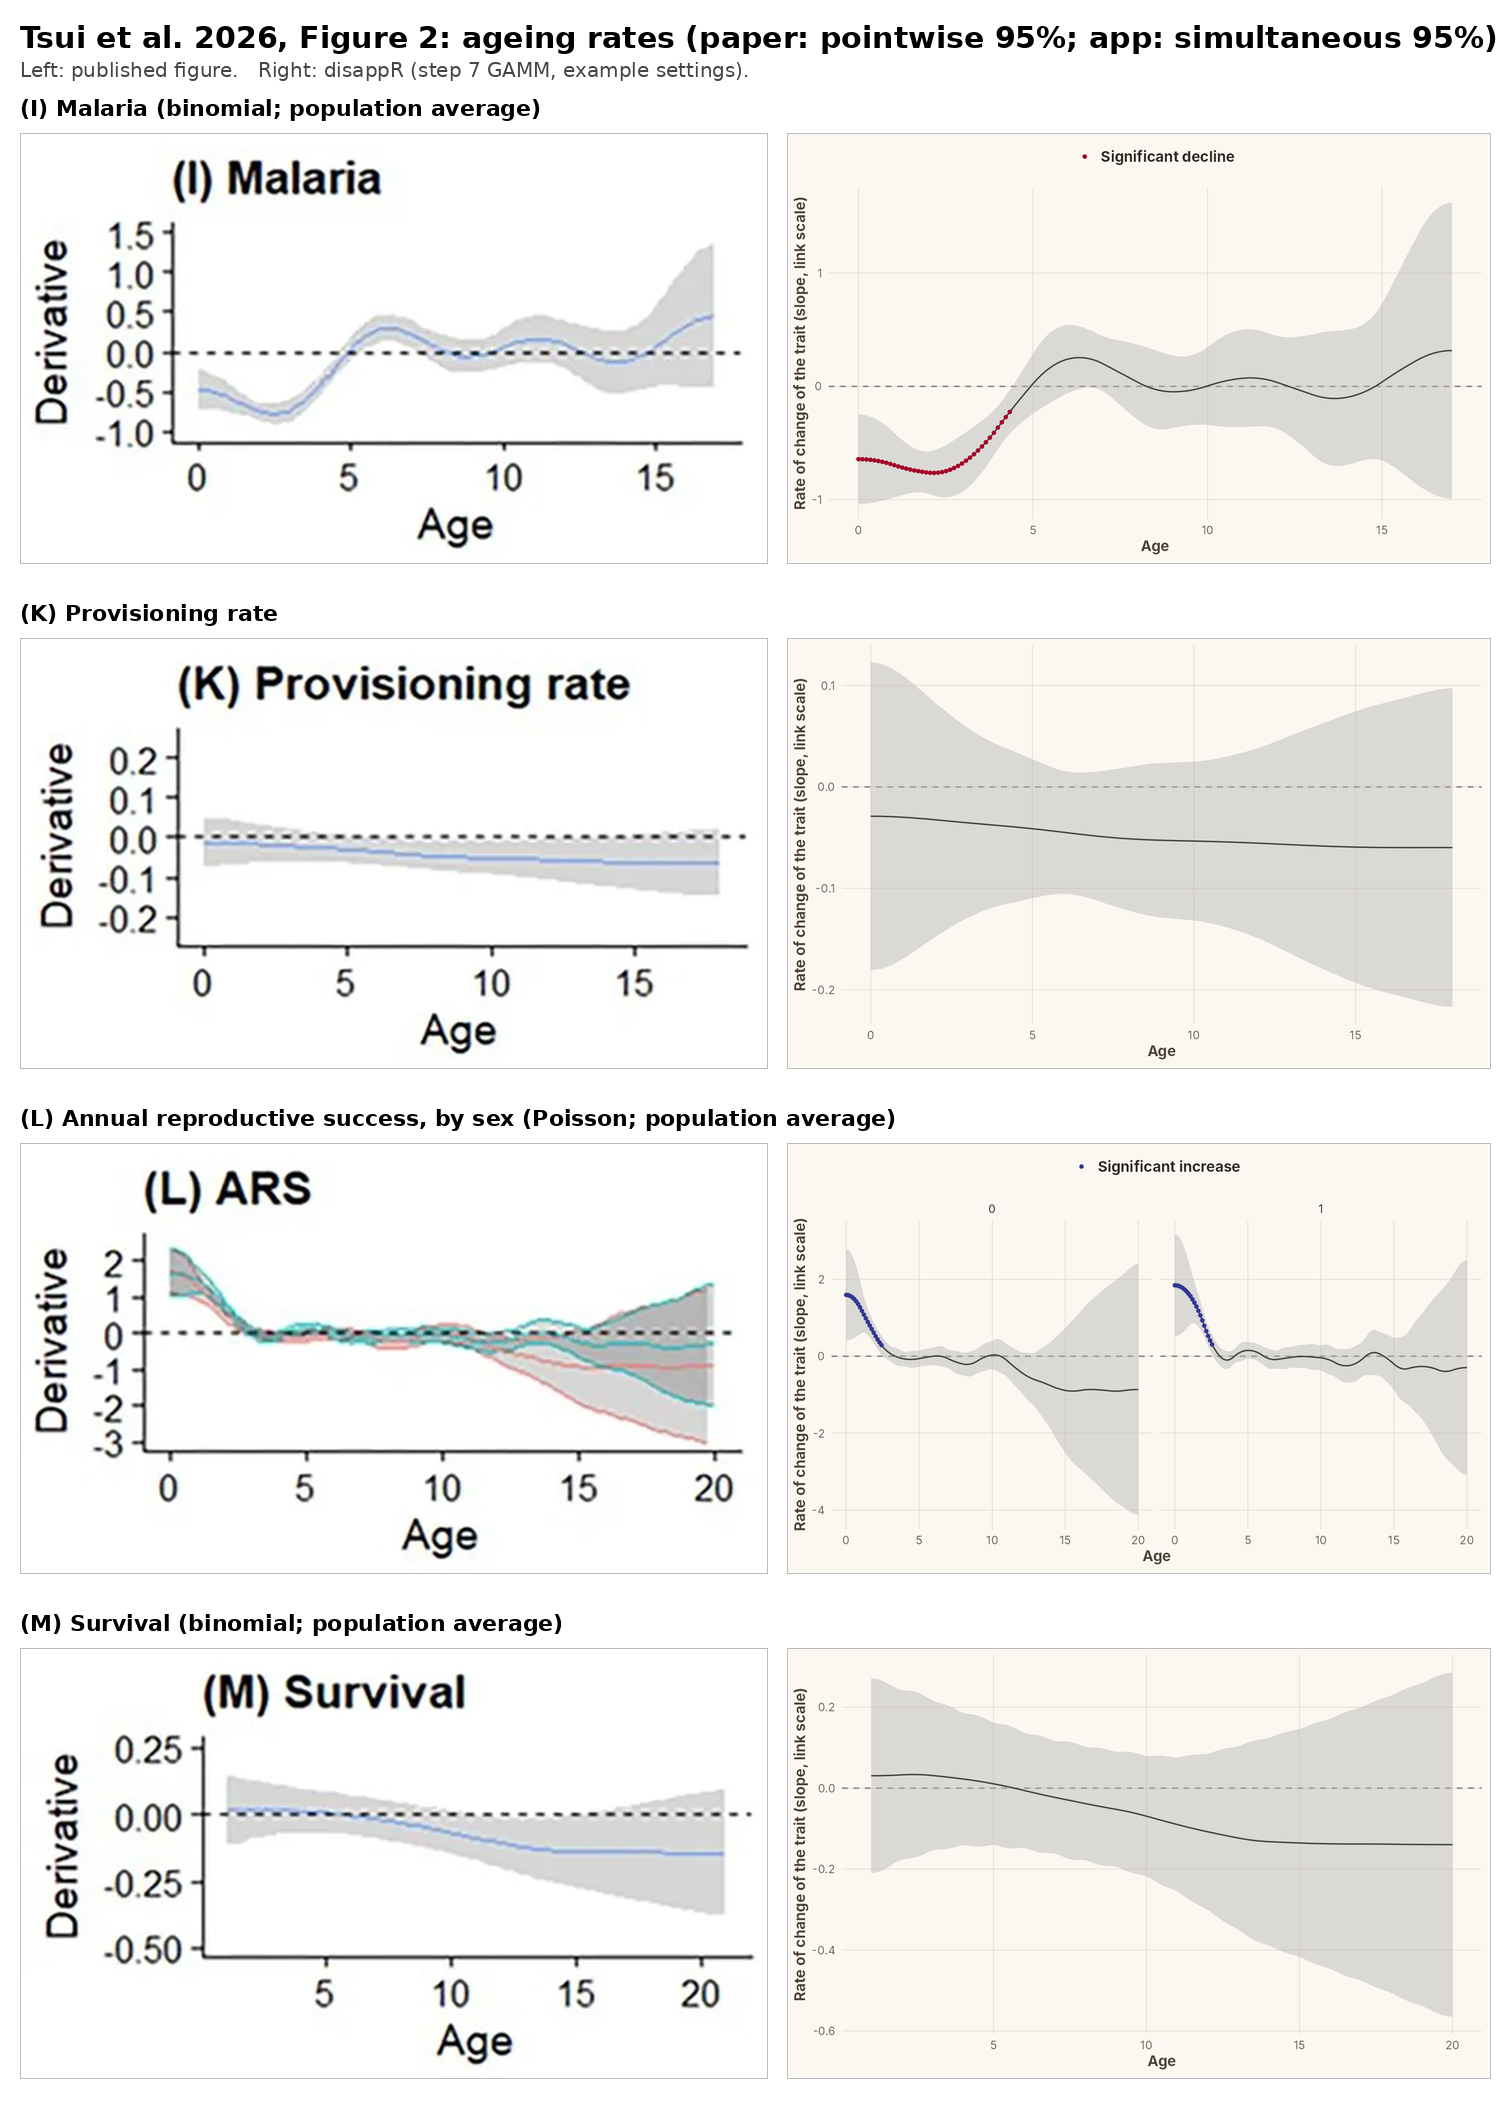 Tsui et al. 2026, Figure 2: ageing rates (paper: pointwise 95%; app: simultaneous 95%)
Left: published figure.   Right: disappR (step 7 GAMM, example settings).
(I) Malaria (binomial; population average)
(I) Malaria
Derivative
1.5
1.0
0.5
0.0
-0.5
-1.0
0 5 10 15
Age
Significant decline
Rate of change of the trait (slope, link scale)
1
0
-1
0 5 10 15
Age
(K) Provisioning rate
(K) Provisioning rate
Derivative
0.2
0.1
0.0
-0.1
-0.2
0 5 10 15
Age
Rate of change of the trait (slope, link scale)
0.1
0.0
-0.1
-0.2
0 5 10 15
Age
(L) Annual reproductive success, by sex (Poisson; population average)
(L) ARS
Derivative
2
1
0
-1
-2
-3
0 5 10 15 20
Age
Significant increase
0 1
Rate of change of the trait (slope, link scale)
2
0
-2
-4
0 5 10 15 20 0 5 10 15 20
Age
(M) Survival (binomial; population average)
(M) Survival
Derivative
0.25
0.00
-0.25
-0.50
5 10 15 20
Age
Rate of change of the trait (slope, link scale)
0.2
0.0
-0.2
-0.4
-0.6
5 10 15 20
Age